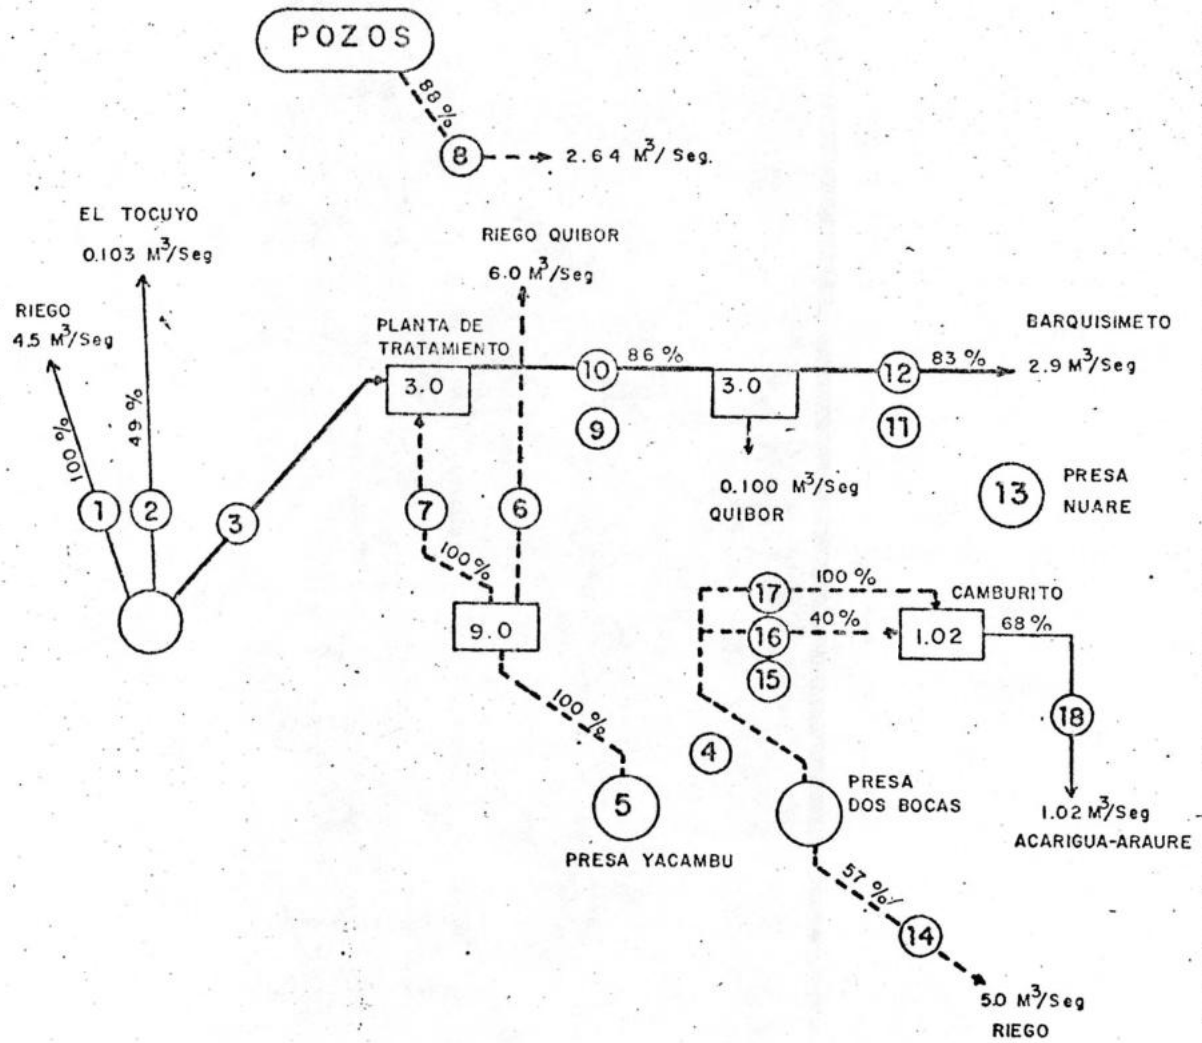 POZOS
88 %
8
2.64 M³/Seg.
EL TOCUYO
0.103 M³/Seg
RIEGO QUIBOR
6.0 M³/Seg
RIEGO
4.5 M³/Seg
PLANTA DE
TRATAMIENTO
3.0
10
86 %
3.0
12
83 %
BARQUISIMETO
2.9 M³/Seg
9
11
100 %
49 %
1
2
3
7
6
0.100 M³/Seg
QUIBOR
13
PRESA
NUARE
100 %
9.0
17
100 %
CAMBURITO
16
40 %
1.02
68 %
15
100 %
4
18
5
PRESA YACAMBU
PRESA
DOS BOCAS
1.02 M³/Seg
ACARIGUA-ARAURE
57 %
14
5.0 M³/Seg
RIEGO